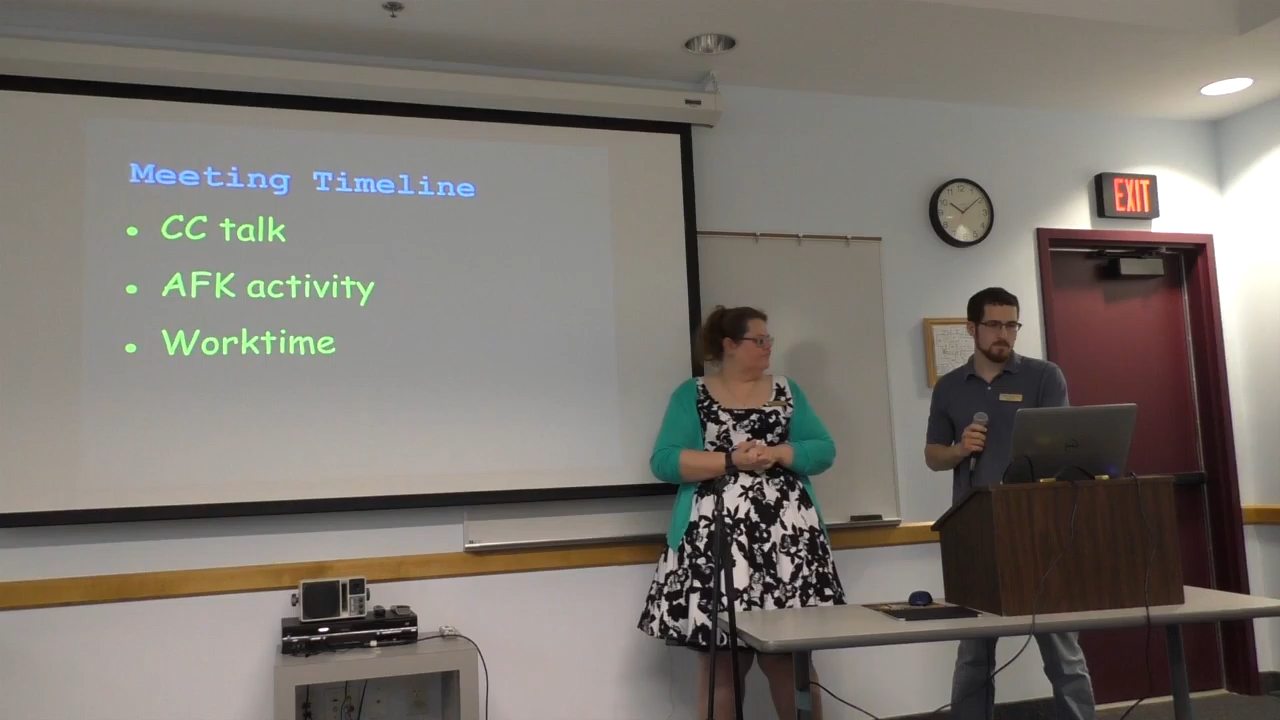 Meeting Timeline
• CC talk
• AFK activity
• Worktime
EXIT